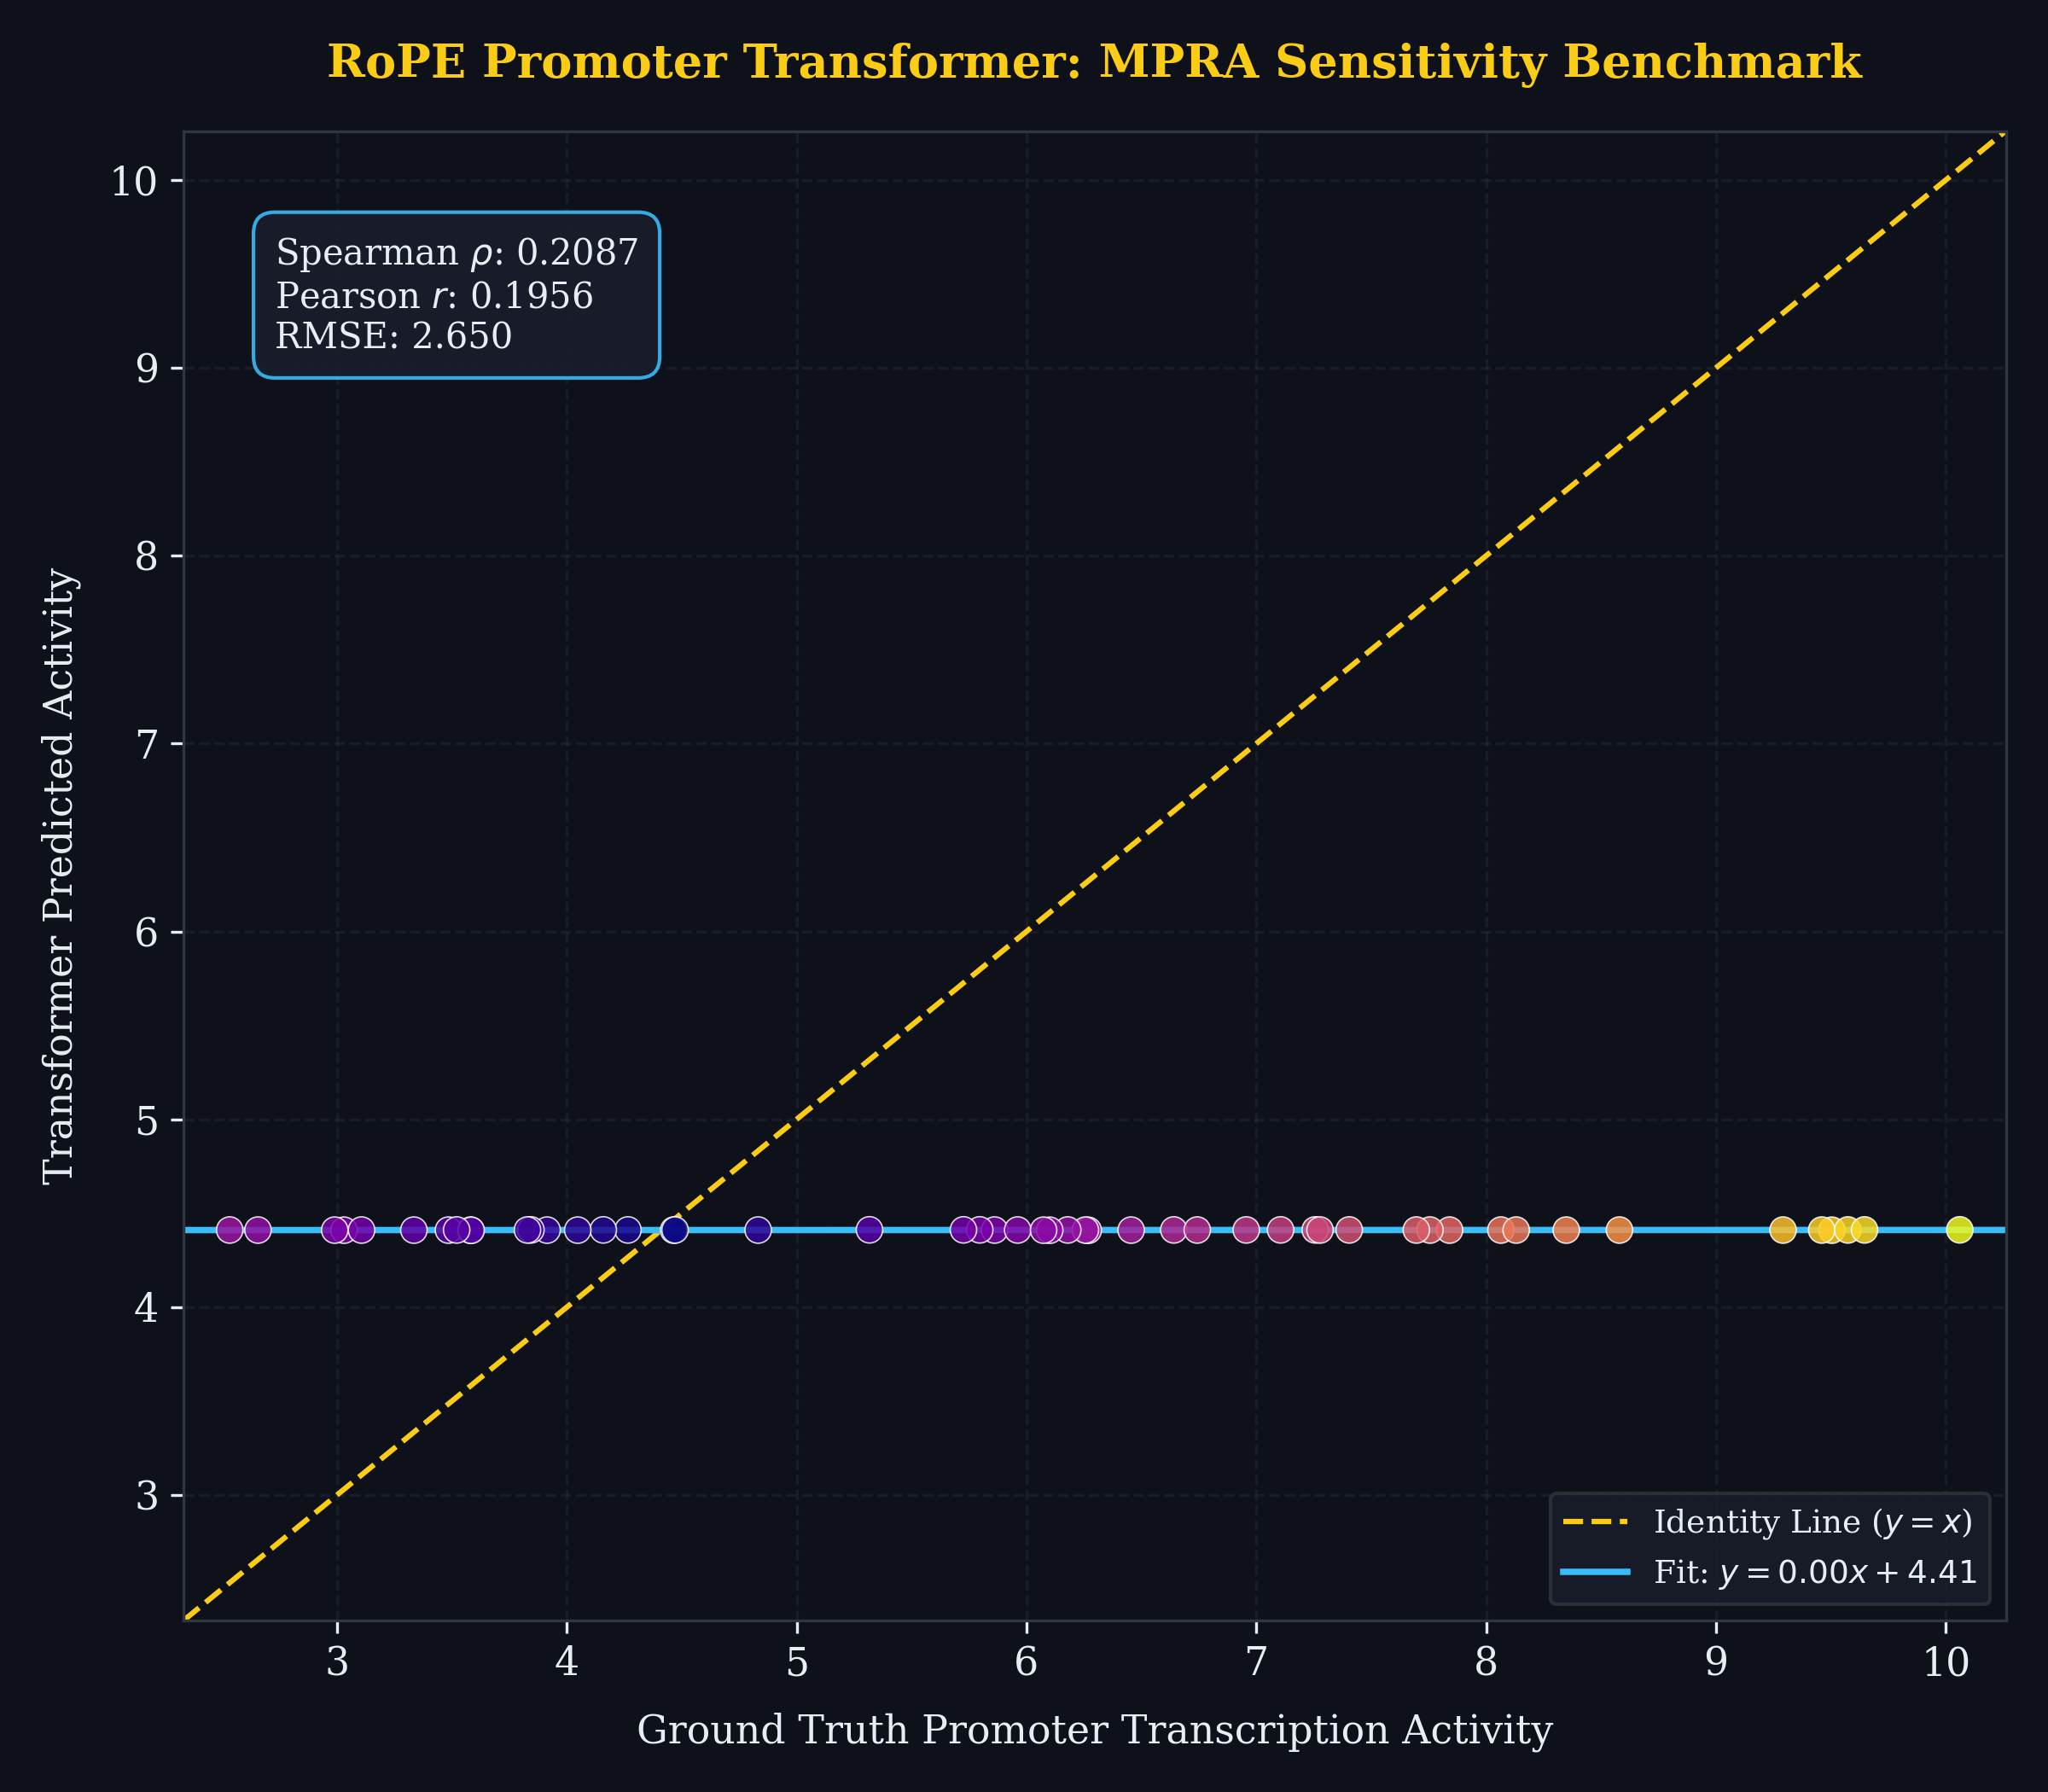 RoPE Promoter Transformer: MPRA Sensitivity Benchmark
Spearman ρ: 0.2087
Pearson r: 0.1956
RMSE: 2.650
Transformer Predicted Activity
10
9
8
7
6
5
4
3
Identity Line (y = x)
Fit: y = 0.00x + 4.41
3 4 5 6 7 8 9 10
Ground Truth Promoter Transcription Activity